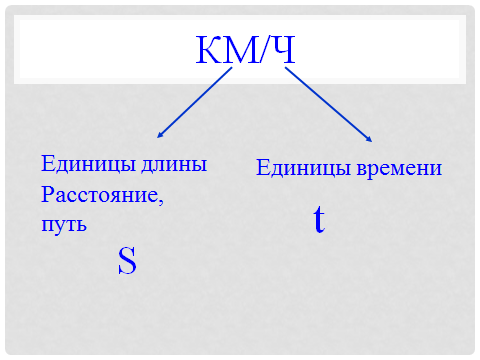 КМ/Ч
Единицы длины
Расстояние,
путь
S
Единицы времени
t